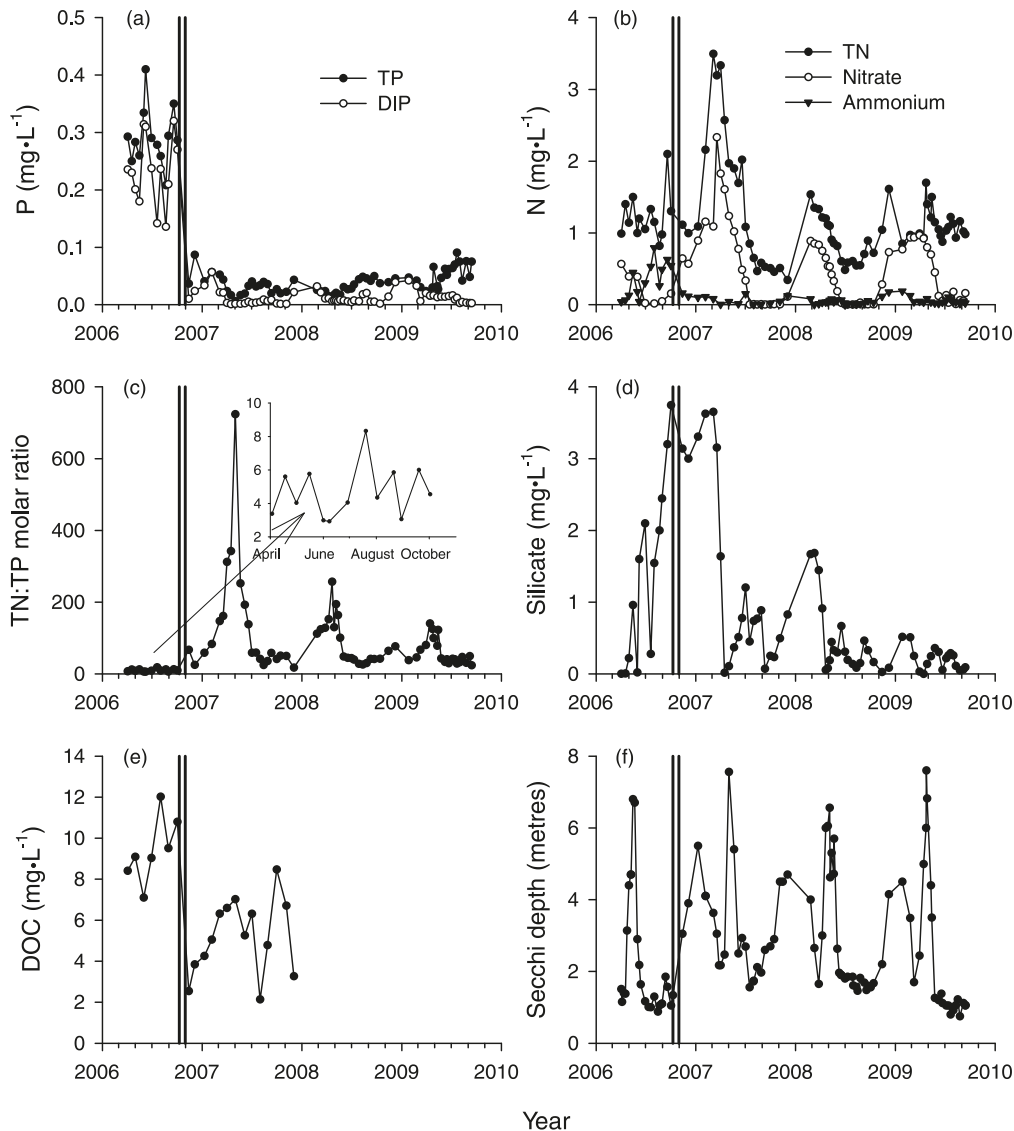 (a)
P (mg•L⁻¹)
0.5
0.4
0.3
0.2
0.1
0.0
TP
DIP
2006 2007 2008 2009 2010
(b)
N (mg•L⁻¹)
4
3
2
1
0
TN
Nitrate
Ammonium
2006 2007 2008 2009 2010
(c)
TN:TP molar ratio
800
600
400
200
0
10
8
6
4
2
April June August October
2006 2007 2008 2009 2010
(d)
Silicate (mg•L⁻¹)
4
3
2
1
0
2006 2007 2008 2009 2010
(e)
DOC (mg•L⁻¹)
14
12
10
8
6
4
2
0
2006 2007 2008 2009 2010
(f)
Secchi depth (metres)
8
6
4
2
0
2006 2007 2008 2009 2010
Year